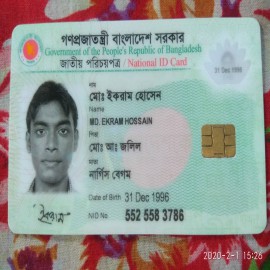 গণপ্রজাতন্ত্রী বাংলাদেশ সরকার
Government of the People's Republic of Bangladesh
জাতীয় পরিচয়পত্র / National ID Card
31 Dec 1996
নাম
মোঃ ইকরাম হোসেন
Name
MD. EKRAM HOSSAIN
পিতা
মোঃ আঃ জলিল
মাতা
নার্গিস বেগম
Date of Birth 31 Dec 1996
NID No 552 558 3786
ইকরাম
2020-2-1 15:26